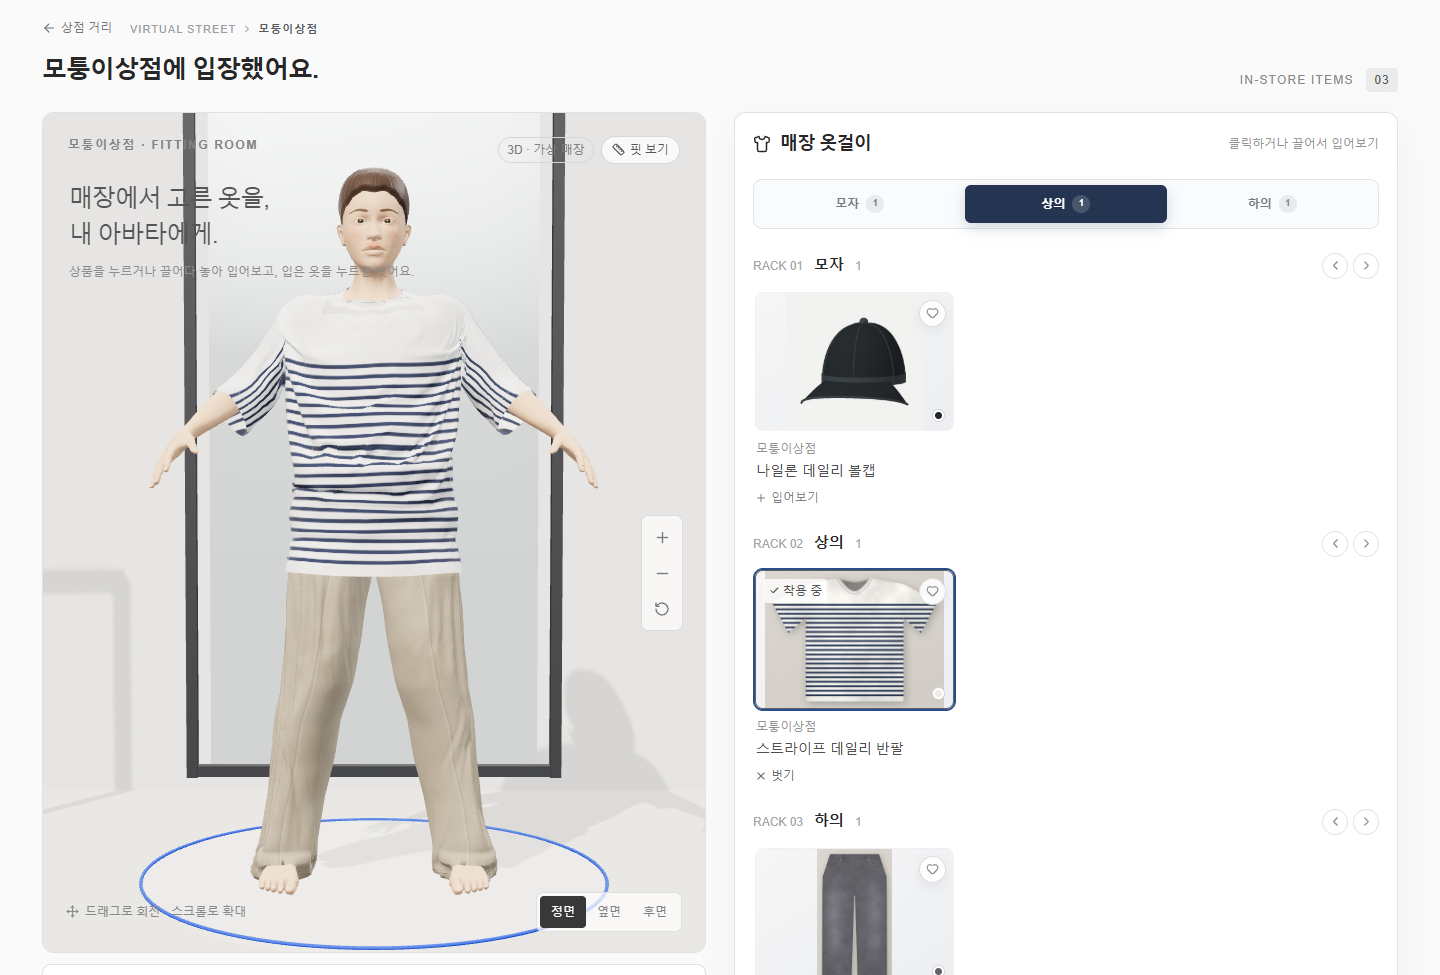 상점 거리 VIRTUAL STREET > 모퉁이상점
모퉁이상점에 입장했어요.
IN-STORE ITEMS 03
모퉁이상점 · FITTING ROOM
3D · 가상 매장
핏 보기
매장에서 고른 옷을,
내 아바타에게.
상품을 누르거나 끌어다 놓아 입어보고, 입은 옷을 누르 어요.
드래그로 회전 · 스크롤로 확대
정면 옆면 후면
매장 옷걸이
클릭하거나 끌어서 입어보기
모자 1 상의 1 하의 1
RACK 01 모자 1
모퉁이상점
나일론 데일리 볼캡
+ 입어보기
RACK 02 상의 1
착용 중
모퉁이상점
스트라이프 데일리 반팔
× 벗기
RACK 03 하의 1